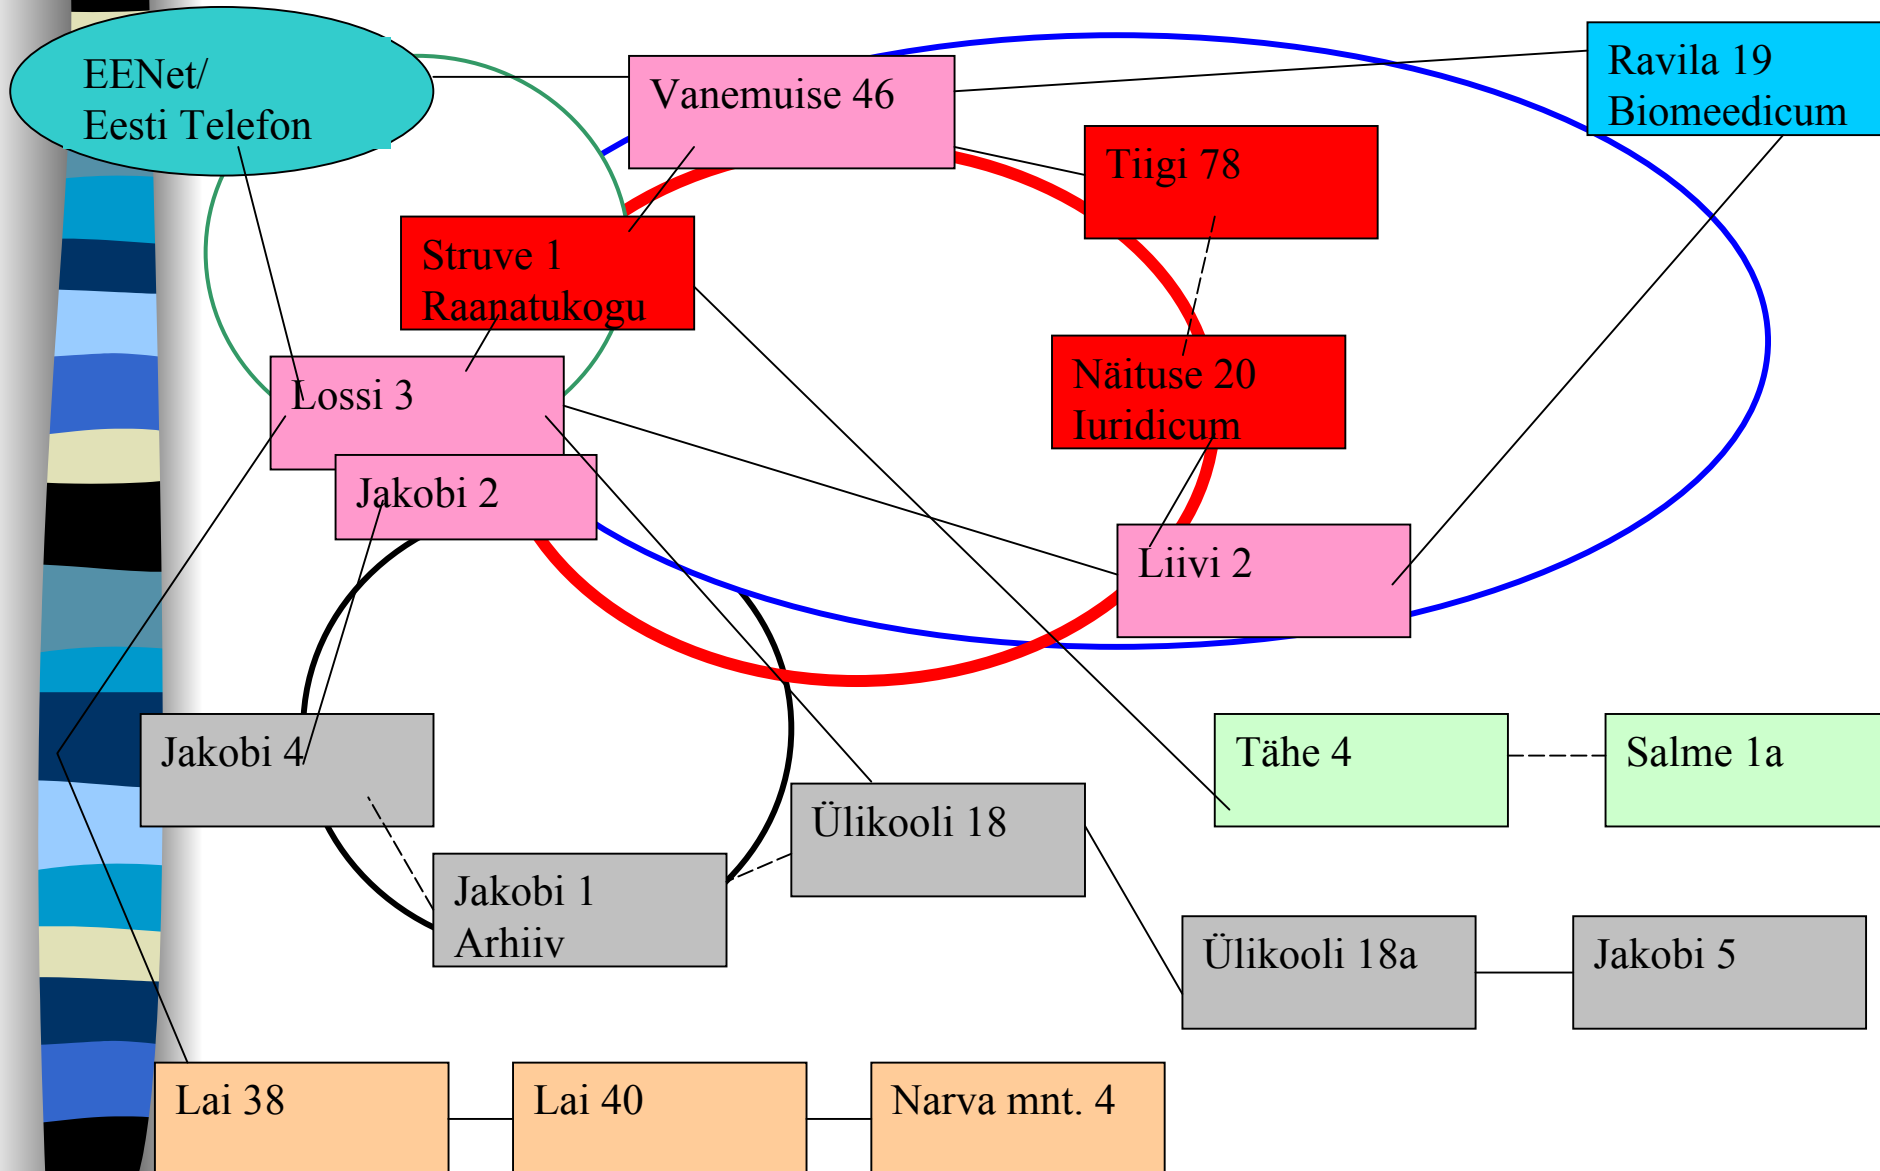 EENet/
Eesti Telefon
Vanemuise 46
Ravila 19
Biomeedicum
Tiigi 78
Struve 1
Raanatukogu
Lossi 3
Näituse 20
Iuridicum
Jakobi 2
Liivi 2
Jakobi 4
Tähe 4
Salme 1a
Ülikooli 18
Jakobi 1
Arhiiv
Ülikooli 18a
Jakobi 5
Lai 38
Lai 40
Narva mnt. 4